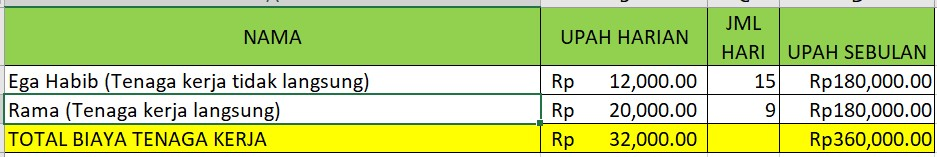 NAMA UPAH HARIAN JML HARI UPAH SEBULAN
Ega Habib (Tenaga kerja tidak langsung) Rp 12,000.00 15 Rp180,000.00
Rama (Tenaga kerja langsung) Rp 20,000.00 9 Rp180,000.00
TOTAL BIAYA TENAGA KERJA Rp 32,000.00 Rp360,000.00